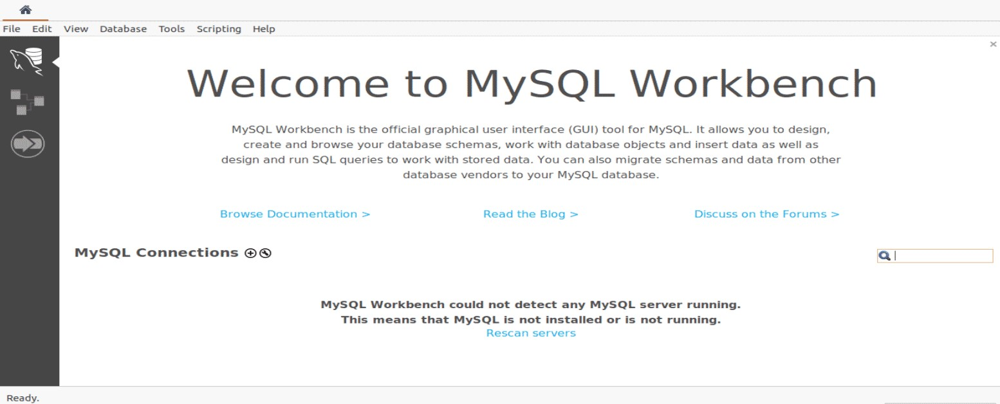 File Edit View Database Tools Scripting Help
Welcome to MySQL Workbench
MySQL Workbench is the official graphical user interface (GUI) tool for MySQL. It allows you to design,
create and browse your database schemas, work with database objects and insert data as well as
design and run SQL queries to work with stored data. You can also migrate schemas and data from other
database vendors to your MySQL database.
Browse Documentation > Read the Blog > Discuss on the Forums >
MySQL Connections
MySQL Workbench could not detect any MySQL server running.
This means that MySQL is not installed or is not running.
Rescan servers
Ready.